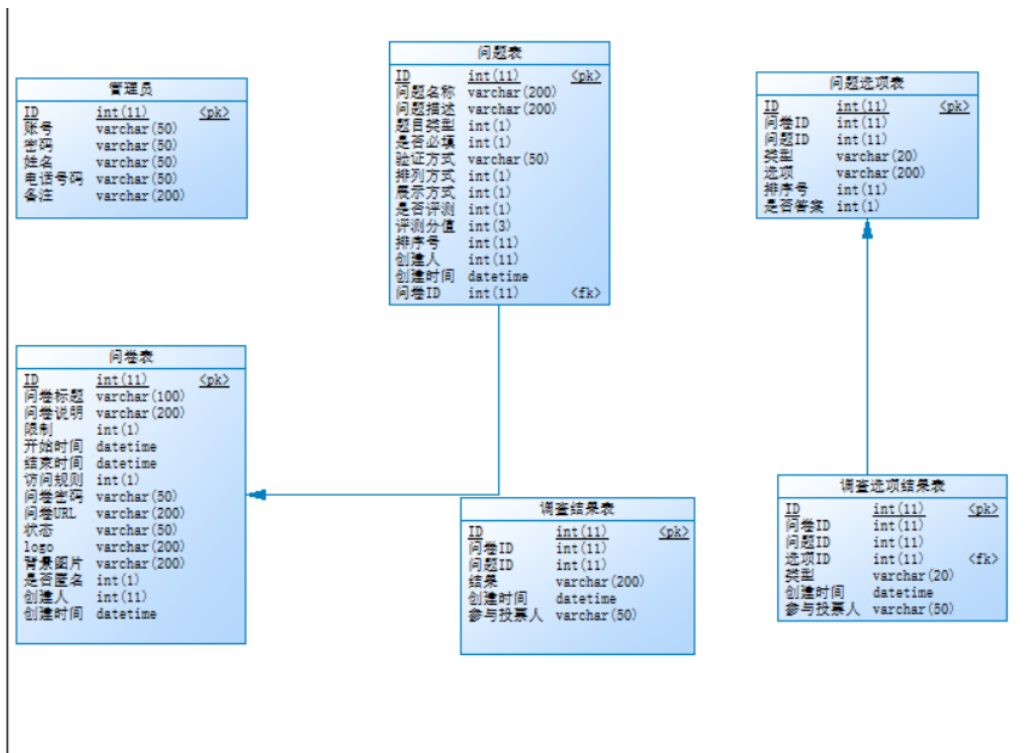 管理员
ID int(11) <pk>
账号 varchar(50)
密码 varchar(50)
姓名 varchar(50)
电话号码 varchar(50)
备注 varchar(200)
问题表
ID int(11) <pk>
问题名称 varchar(200)
问题描述 varchar(200)
题目类型 int(1)
是否必填 int(1)
验证方式 varchar(50)
排列方式 int(1)
展示方式 int(1)
是否评测 int(1)
评测分值 int(3)
排序号 int(11)
创建人 int(11)
创建时间 datetime
问卷ID int(11) <fk>
问题选项表
ID int(11) <pk>
问卷ID int(11)
问题ID int(11)
类型 varchar(20)
选项 varchar(200)
排序号 int(11)
是否答案 int(1)
问卷表
ID int(11) <pk>
问卷标题 varchar(100)
问卷说明 varchar(200)
限制 int(1)
开始时间 datetime
结束时间 datetime
访问规则 int(1)
问卷密码 varchar(50)
问卷URL varchar(200)
状态 varchar(50)
logo varchar(200)
背景图片 varchar(200)
是否匿名 int(1)
创建人 int(11)
创建时间 datetime
调查结果表
ID int(11) <pk>
问卷ID int(11)
问题ID int(11)
结果 varchar(200)
创建时间 datetime
参与投票人 varchar(50)
调查选项结果表
ID int(11) <pk>
问卷ID int(11)
问题ID int(11)
选项ID int(11) <fk>
类型 varchar(20)
创建时间 datetime
参与投票人 varchar(50)